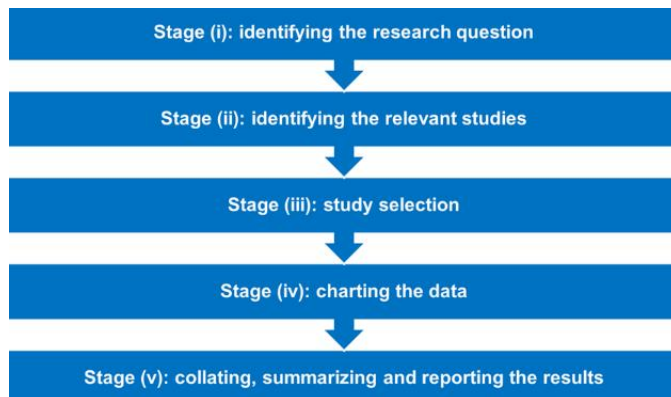 Stage (i): identifying the research question
Stage (ii): identifying the relevant studies
Stage (iii): study selection
Stage (iv): charting the data
Stage (v): collating, summarizing and reporting the results